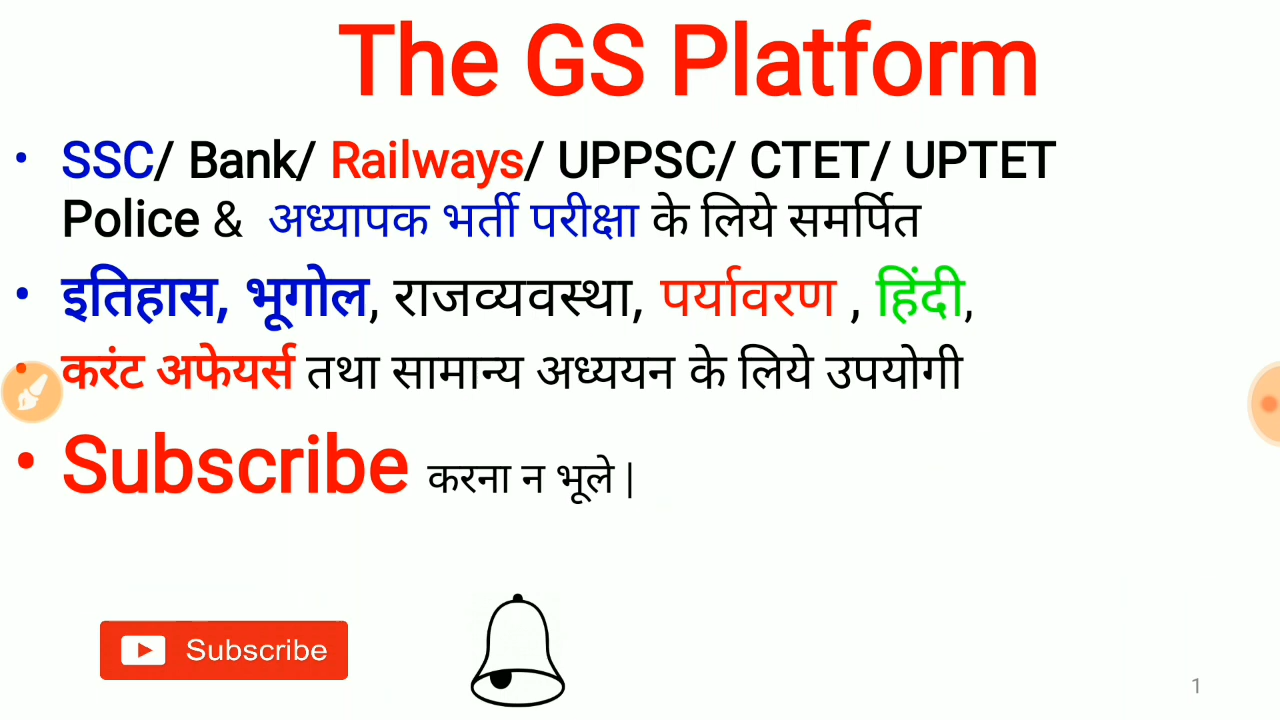 The GS Platform
• SSC/ Bank/ Railways/ UPPSC/ CTET/ UPTET
Police & अध्यापक भर्ती परीक्षा के लिये समर्पित
• इतिहास, भूगोल, राजव्यवस्था, पर्यावरण , हिंदी,
• करंट अफेयर्स तथा सामान्य अध्ययन के लिये उपयोगी
• Subscribe करना न भूले |
Subscribe
1